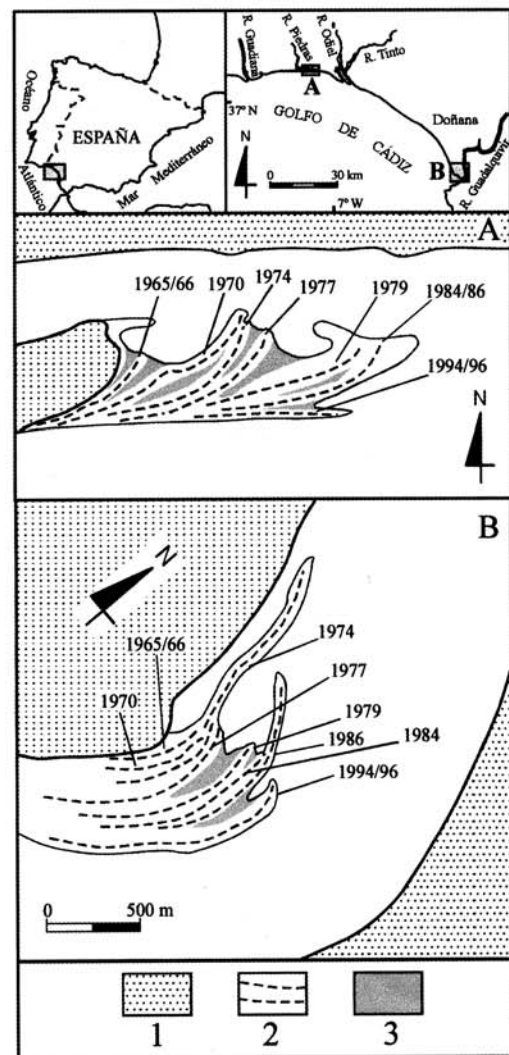 Océano
Atlántico
ESPAÑA
Mar Mediterráneo
R. Guadiana
R. Piedras
R. Odiel
R. Tinto
A
37° N
GOLFO DE CÁDIZ
Doñana
N
B
R. Guadalquivir
0 30 km
7° W
A
1965/66
1970
1974
1977
1979
1984/86
1994/96
N
B
N
1974
1965/66
1977
1970
1979
1986
1984
1994/96
0 500 m
1
2
3